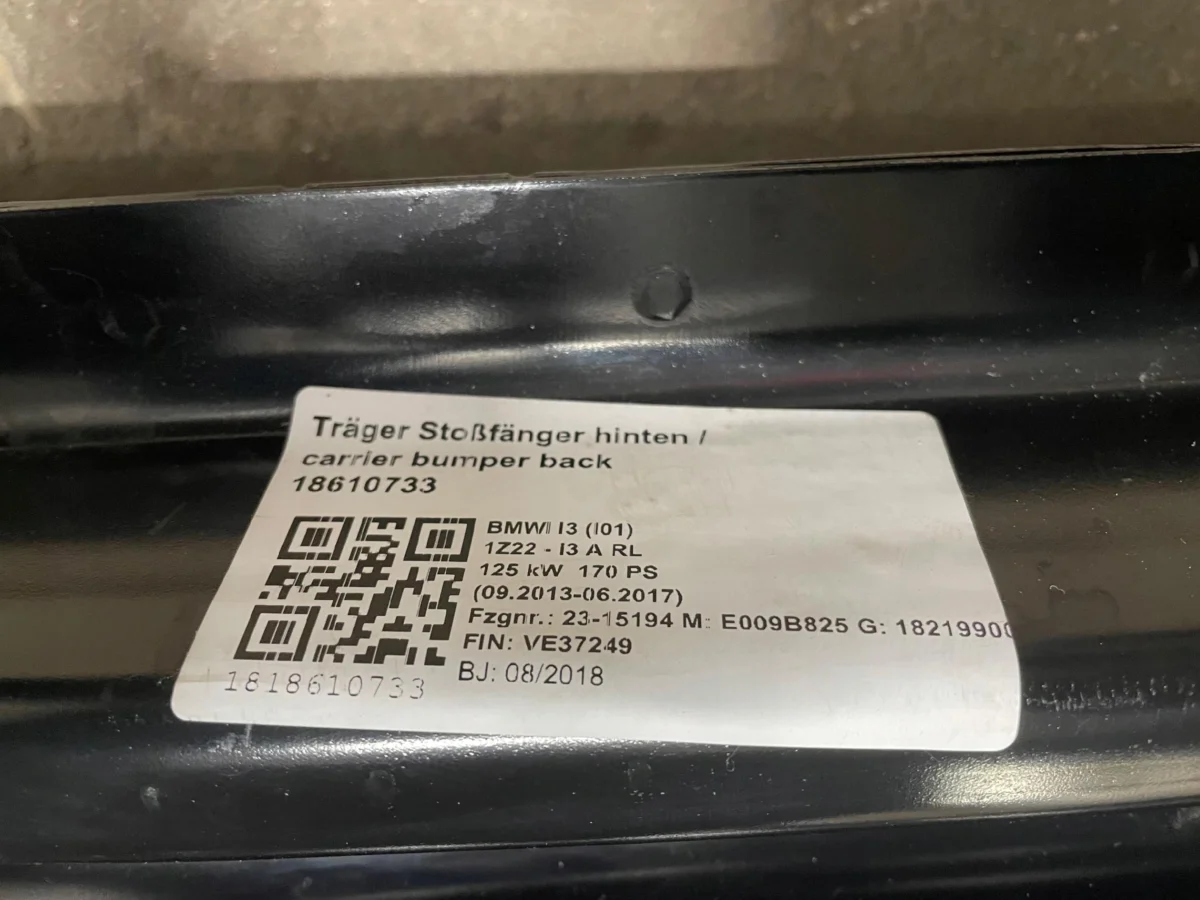 Träger Stoßfänger hinten /
carrier bumper back
18610733
BMW I3 (I01)
1Z22 - I3 A RL
125 kW 170 PS
(09.2013-06.2017)
Fzgnr.: 23-15194 M: E009B825 G: 18219900
FIN: VE37249
BJ: 08/2018
1818610733